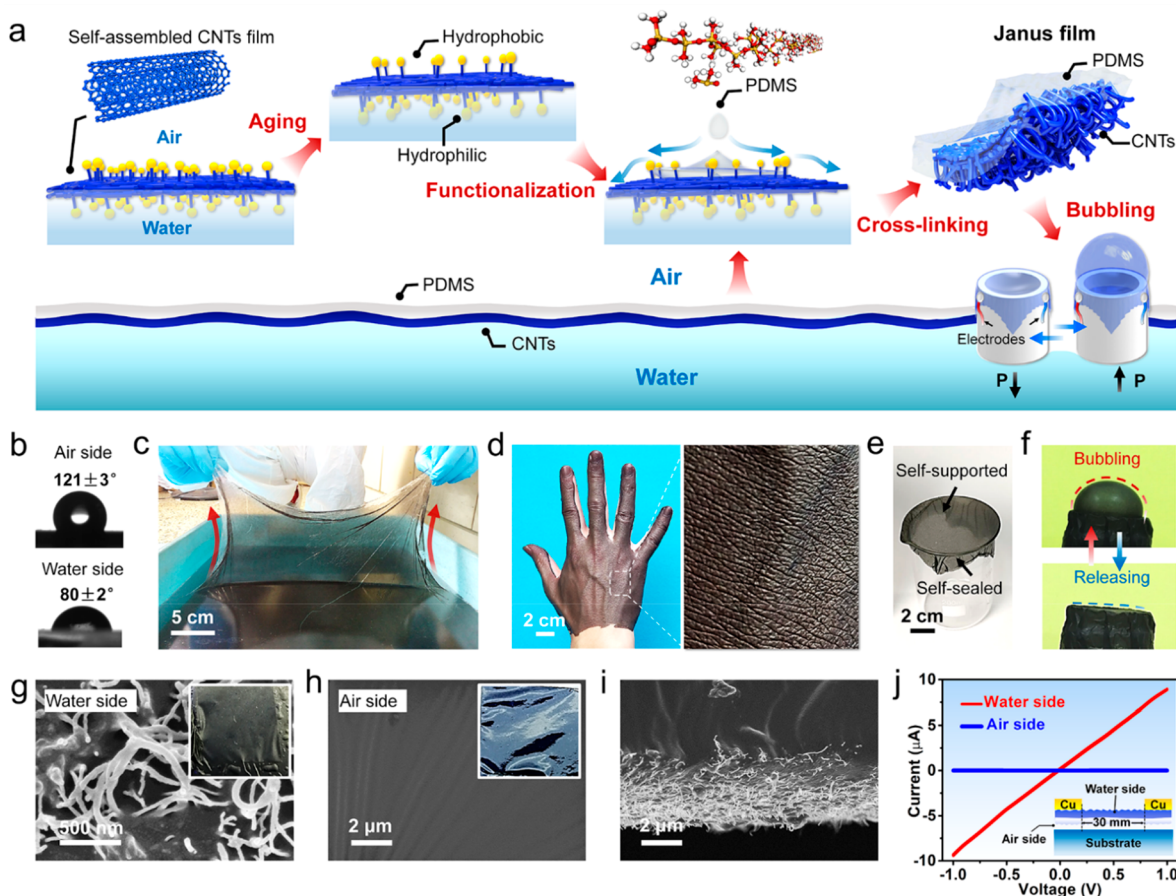 a
Self-assembled CNTs film
Air
Water
Aging
Hydrophobic
Hydrophilic
Functionalization
PDMS
Cross-linking
Janus film
PDMS
CNTs
Bubbling
PDMS
Air
CNTs
Water
Electrodes
P
P
b
Air side
121±3°
Water side
80±2°
c
5 cm
d
2 cm
e
Self-supported
Self-sealed
2 cm
f
Bubbling
Releasing
g
Water side
500 nm
h
Air side
2 μm
i
2 μm
j
Water side
Air side
Current (μA)
10
5
0
-5
-10
Cu
Water side
Cu
30 mm
Air side
Substrate
-1.0
-0.5
0.0
0.5
1.0
Voltage (V)